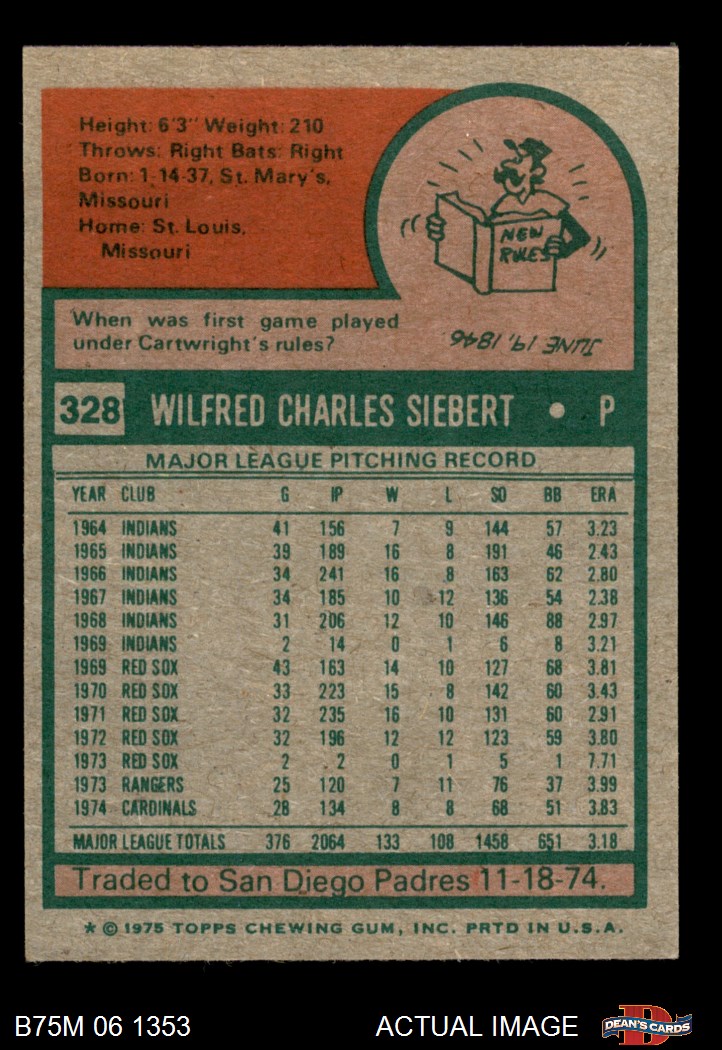 Height: 6'3" Weight: 210
Throws: Right Bats: Right
Born: 1-14-37, St. Mary's,
Missouri
Home: St. Louis,
Missouri
NEW
RULES
When was first game played
under Cartwright's rules?
JUNE 19, 1846
328 WILFRED CHARLES SIEBERT • P
MAJOR LEAGUE PITCHING RECORD
YEAR CLUB G IP W L SO BB ERA
1964 INDIANS 41 156 7 9 144 57 3.23
1965 INDIANS 39 189 16 8 191 46 2.43
1966 INDIANS 34 241 16 8 163 62 2.80
1967 INDIANS 34 185 10 12 136 54 2.38
1968 INDIANS 31 206 12 10 146 88 2.97
1969 INDIANS 2 14 0 1 6 8 3.21
1969 RED SOX 43 163 14 10 127 68 3.81
1970 RED SOX 33 223 15 8 142 60 3.43
1971 RED SOX 32 235 16 10 131 60 2.91
1972 RED SOX 32 196 12 12 123 59 3.80
1973 RED SOX 2 2 0 1 5 1 7.71
1973 RANGERS 25 120 7 11 76 37 3.99
1974 CARDINALS 28 134 8 8 68 51 3.83
MAJOR LEAGUE TOTALS 376 2064 133 108 1458 651 3.18
Traded to San Diego Padres 11-18-74.
* © 1975 TOPPS CHEWING GUM, INC. PRTD IN U.S.A.
B75M 06 1353 ACTUAL IMAGE D DEAN'S CARDS